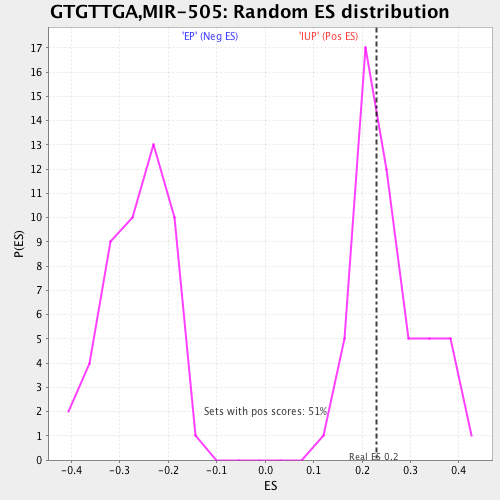 GTGTTGA,MIR-505: Random ES distribution
'EP' (Neg ES) 'IUP' (Pos ES)
17
16
15
14
13
12
11
10
9
8
7
6
5
4
3
2
1
0
P(ES)
Sets with pos scores: 51%
Real ES 0.2
-0.4 -0.3 -0.2 -0.1 0.0 0.1 0.2 0.3 0.4
ES